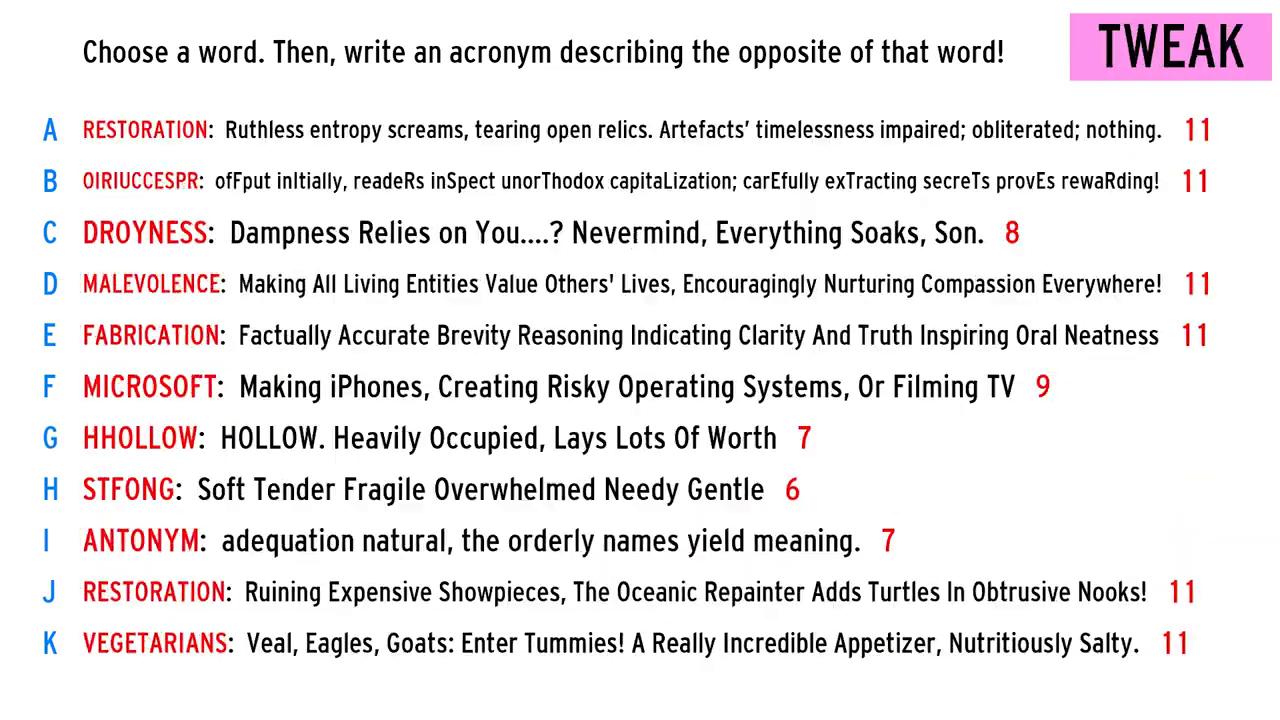 Choose a word. Then, write an acronym describing the opposite of that word!
TWEAK
A RESTORATION: Ruthless entropy screams, tearing open relics. Artefacts’ timelessness impaired; obliterated; nothing. 11
B OIRIUCCESPR: ofFput inItially, readeRs inSpect unorThodox capitaLization; carEfully exTracting secreTs provEs rewaRding! 11
C DROYNESS: Dampness Relies on You....? Nevermind, Everything Soaks, Son. 8
D MALEVOLENCE: Making All Living Entities Value Others' Lives, Encouragingly Nurturing Compassion Everywhere! 11
E FABRICATION: Factually Accurate Brevity Reasoning Indicating Clarity And Truth Inspiring Oral Neatness 11
F MICROSOFT: Making iPhones, Creating Risky Operating Systems, Or Filming TV 9
G HHOLLOW: HOLLOW. Heavily Occupied, Lays Lots Of Worth 7
H STFONG: Soft Tender Fragile Overwhelmed Needy Gentle 6
I ANTONYM: adequation natural, the orderly names yield meaning. 7
J RESTORATION: Ruining Expensive Showpieces, The Oceanic Repainter Adds Turtles In Obtrusive Nooks! 11
K VEGETARIANS: Veal, Eagles, Goats: Enter Tummies! A Really Incredible Appetizer, Nutritiously Salty. 11